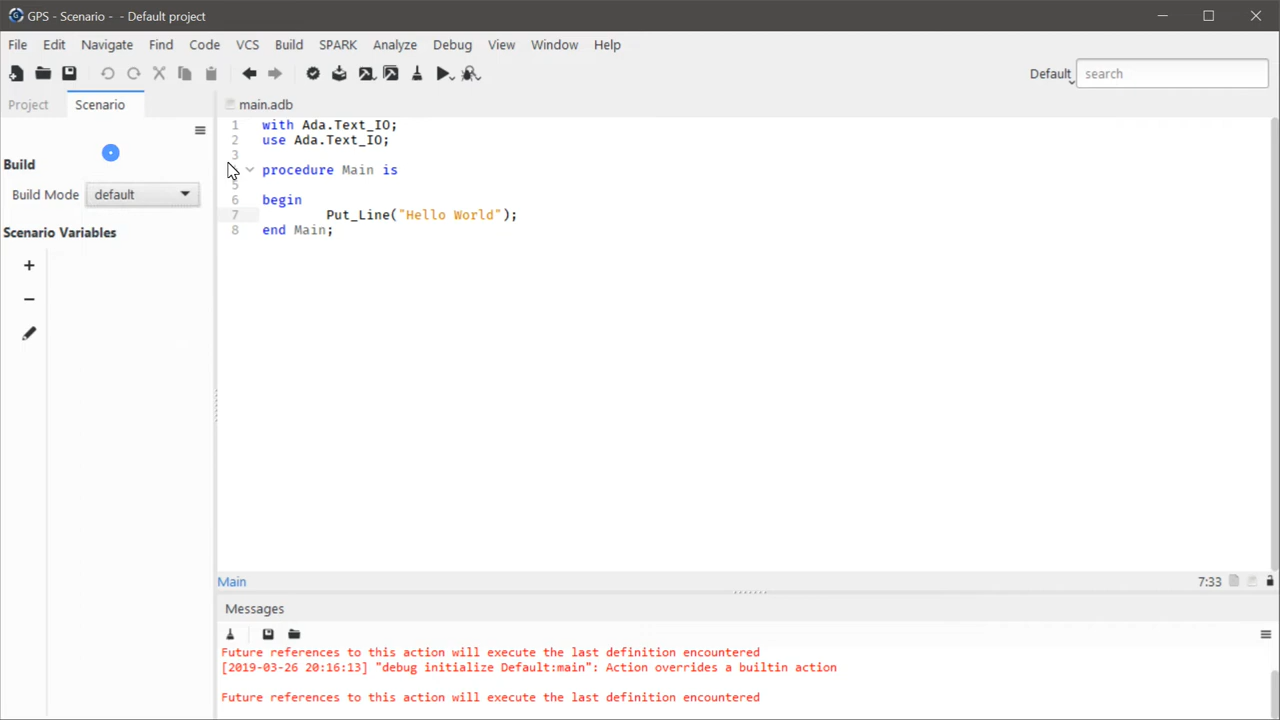 GPS - Scenario - - Default project
File Edit Navigate Find Code VCS Build SPARK Analyze Debug View Window Help
Default search
Project Scenario main.adb
Build
Build Mode default
Scenario Variables
1 with Ada.Text_IO;
2 use Ada.Text_IO;
3
procedure Main is
5
6 begin
7 Put_Line("Hello World");
8 end Main;
Main 7:33
Messages
Future references to this action will execute the last definition encountered
[2019-03-26 20:16:13] "debug initialize Default:main": Action overrides a builtin action
Future references to this action will execute the last definition encountered